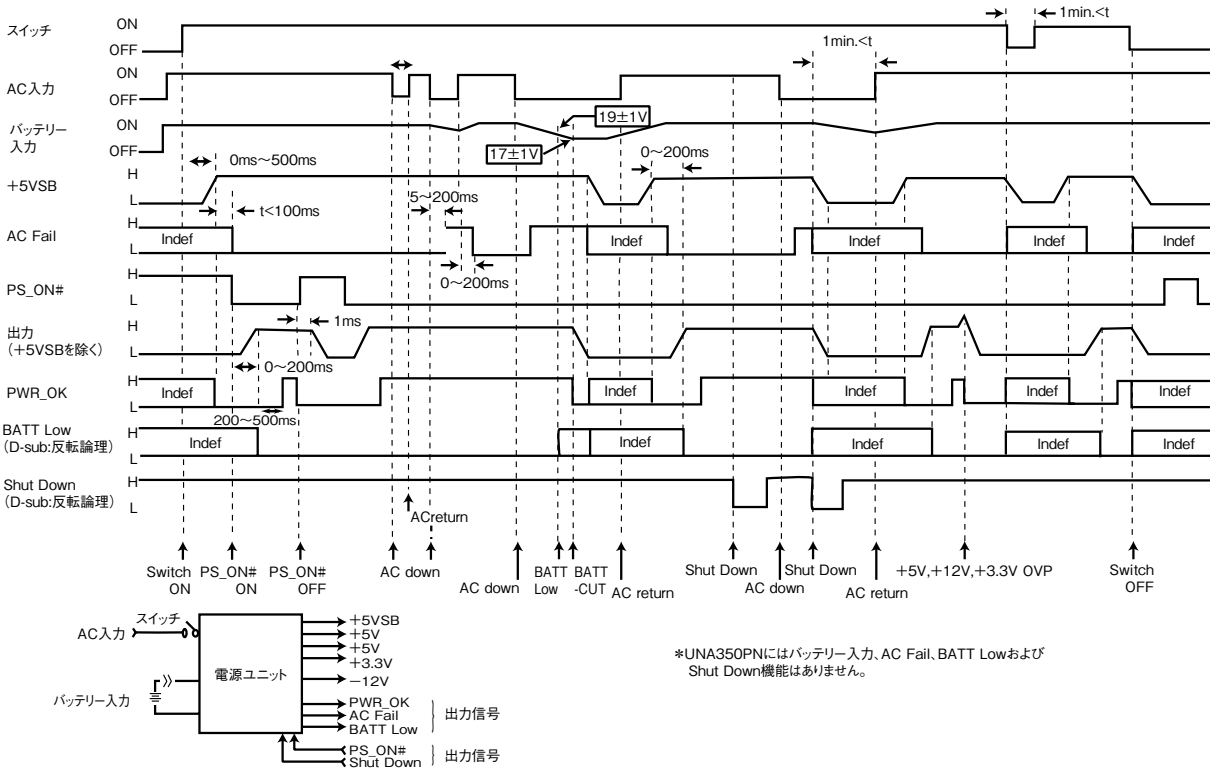 スイッチ
ON
OFF
1min.<t
1min.<t
AC入力
ON
OFF
バッテリー
入力
ON
OFF
19±1V
17±1V
0ms～500ms
0～200ms
+5VSB
H
L
t<100ms
5～200ms
AC Fail
H
L
Indef
Indef
Indef
Indef
Indef
0～200ms
PS_ON#
H
L
1ms
出力
(+5VSBを除く)
H
L
0～200ms
PWR_OK
H
L
Indef
Indef
Indef
Indef
Indef
200～500ms
BATT Low
(D-sub:反転論理)
H
L
Indef
Indef
Indef
Indef
Indef
Shut Down
(D-sub:反転論理)
H
L
ACreturn
Switch
ON
PS_ON#
ON
PS_ON#
OFF
AC down
AC down
BATT
Low
BATT
-CUT
AC return
Shut Down
AC down
Shut Down
AC return
+5V,+12V,+3.3V OVP
Switch
OFF
スイッチ
AC入力
電源ユニット
バッテリー入力
+5VSB
+5V
+5V
+3.3V
−12V
PWR_OK
AC Fail
BATT Low
出力信号
PS_ON#
Shut Down
出力信号
*UNA350PNにはバッテリー入力、AC Fail、BATT Lowおよび
Shut Down機能はありません。